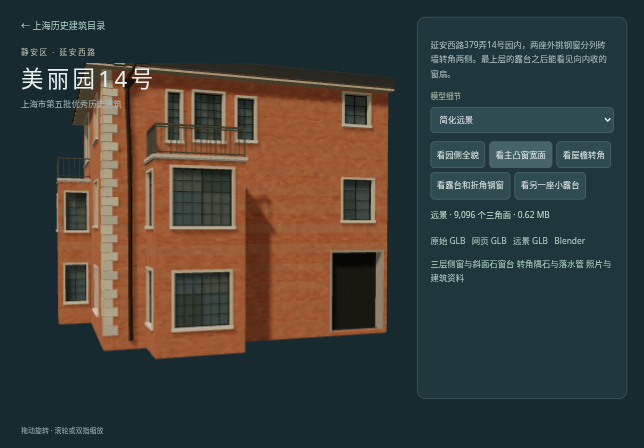 ← 上海历史建筑目录
静安区 · 延安西路
美丽园14号
上海市第五批优秀历史建筑
延安西路379弄14号园内，两座外挑钢窗分列砖
墙转角两侧。最上层的露台之后能看见向内收的
窗扇。
模型细节
简化远景
看园侧全貌
看主凸窗宽面
看屋檐转角
看露台和折角钢窗
看另一座小露台
远景 · 9,096 个三角面 · 0.62 MB
原始 GLB 网页 GLB 远景 GLB Blender
三层侧窗与斜面石窗台 转角隅石与落水管 照片与
建筑资料
拖动旋转 · 滚轮或双指缩放